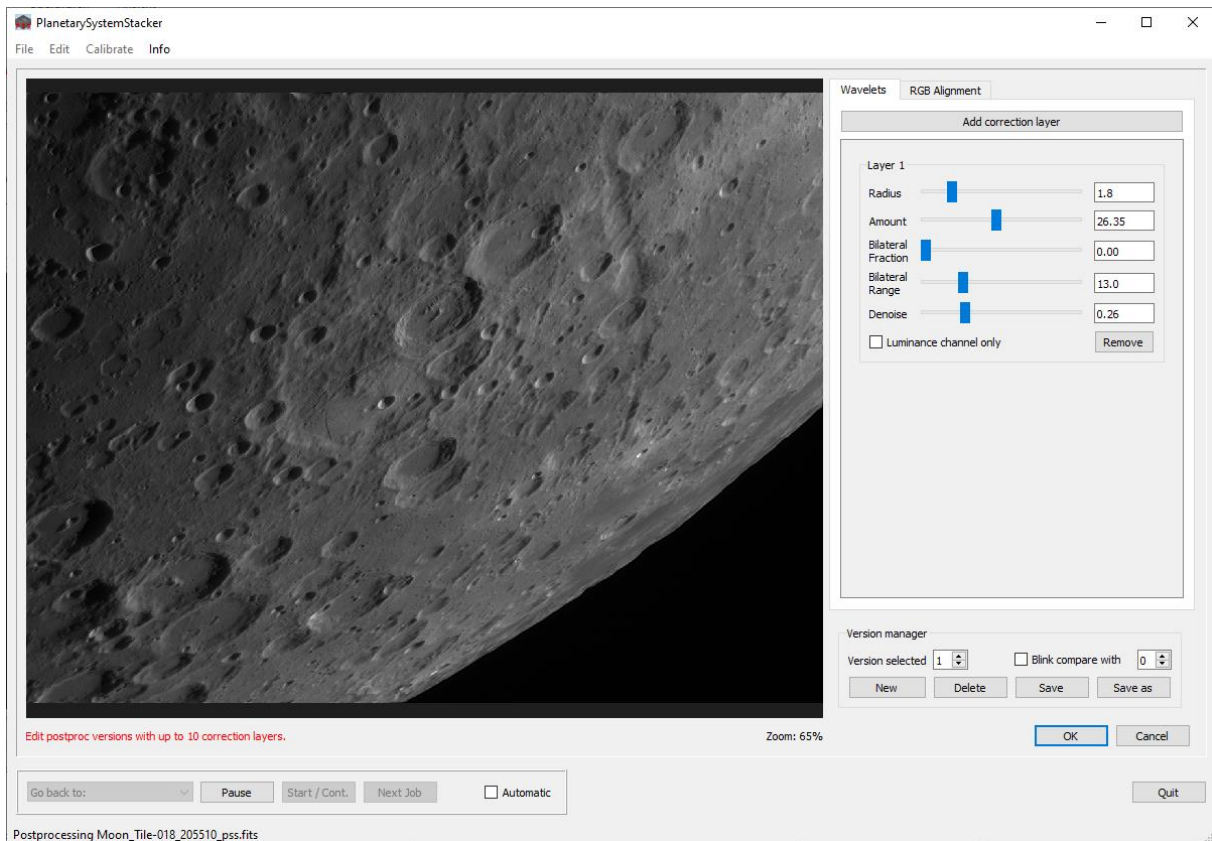 PlanetarySystemStacker
File Edit Calibrate Info
Wavelets RGB Alignment
Add correction layer
Layer 1
Radius 1.8
Amount 26.35
Bilateral
Fraction 0.00
Bilateral
Range 13.0
Denoise 0.26
Luminance channel only Remove
Version manager
Version selected 1 Blink compare with 0
New Delete Save Save as
Edit postproc versions with up to 10 correction layers. Zoom: 65% OK Cancel
Go back to: Pause Start / Cont. Next Job Automatic Quit
Postprocessing Moon_Tile-018_205510_pss.fits